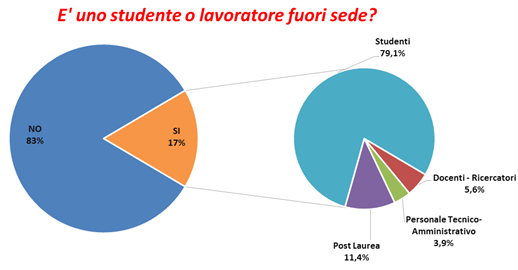 E' uno studente o lavoratore fuori sede?
NO
83%
SI
17%
Studenti
79,1%
Docenti - Ricercatori
5,6%
Personale Tecnico-
Amministrativo
3,9%
Post Laurea
11,4%